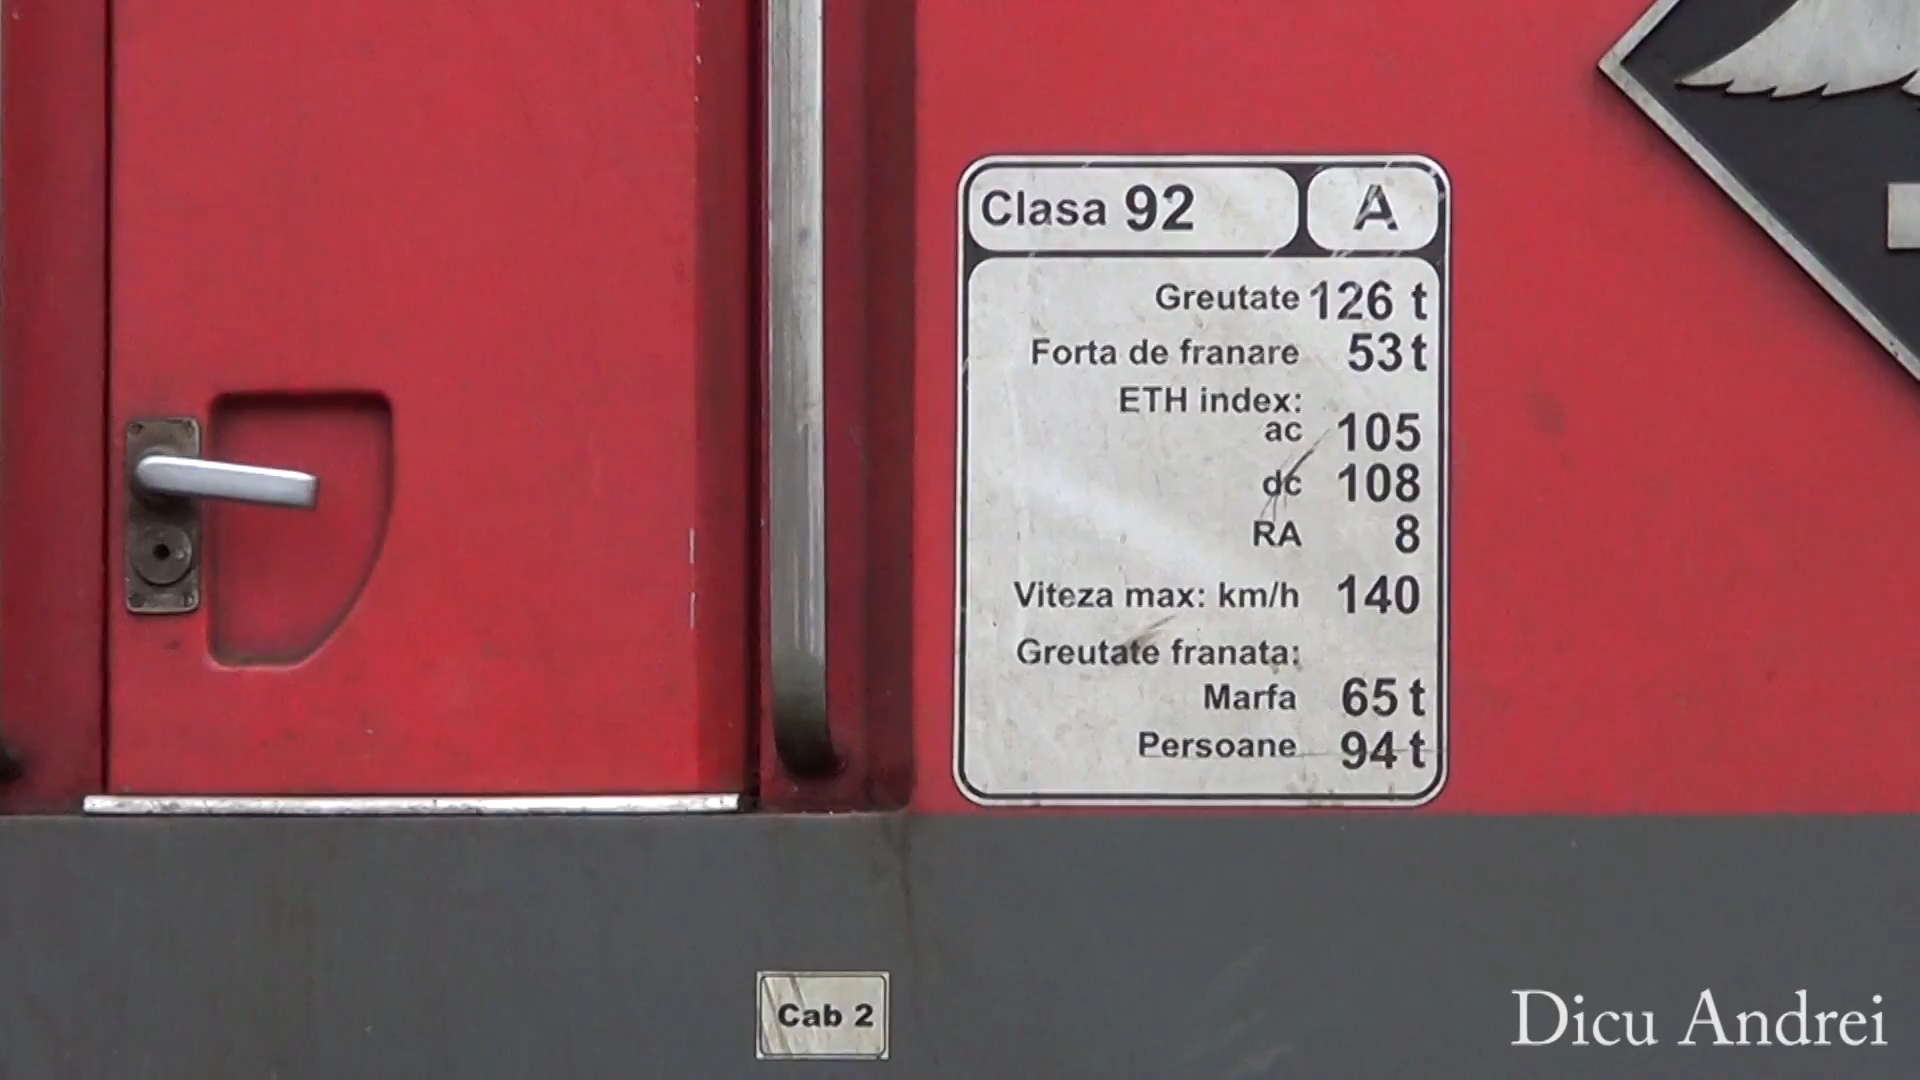 Clasa 92 A
Greutate 126 t
Forta de franare 53 t
ETH index:
ac 105
dc 108
RA 8
Viteza max: km/h 140
Greutate franata:
Marfa 65 t
Persoane 94 t
Cab 2
Dicu Andrei